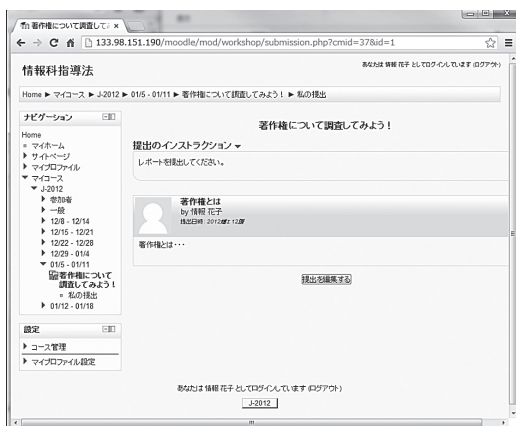 著作権について調査してみ
133.98.151.190/moodle/mod/workshop/submission.php?cmid=37&id=1
情報科指導法
あなたは 情報 花子 としてログインしています (ログアウト)
Home ► マイコース ► J-2012 ► 01/5 - 01/11 ► 著作権について調査してみよう！ ► 私の提出
ナビゲーション
Home
マイホーム
サイトページ
マイプロファイル
マイコース
J-2012
参加者
一般
12/8 - 12/14
12/15 - 12/21
12/22 - 12/28
12/29 - 01/4
01/5 - 01/11
著作権について
調査してみよう！
私の提出
01/12 - 01/18
設定
コース管理
マイプロファイル設定
著作権について調査してみよう！
提出のインストラクション
レポートを提出してください。
著作権とは
by 情報 花子
提出日時: 2012年
著作権とは・・・
提出を編集する
あなたは 情報 花子 としてログインしています (ログアウト)
J-2012